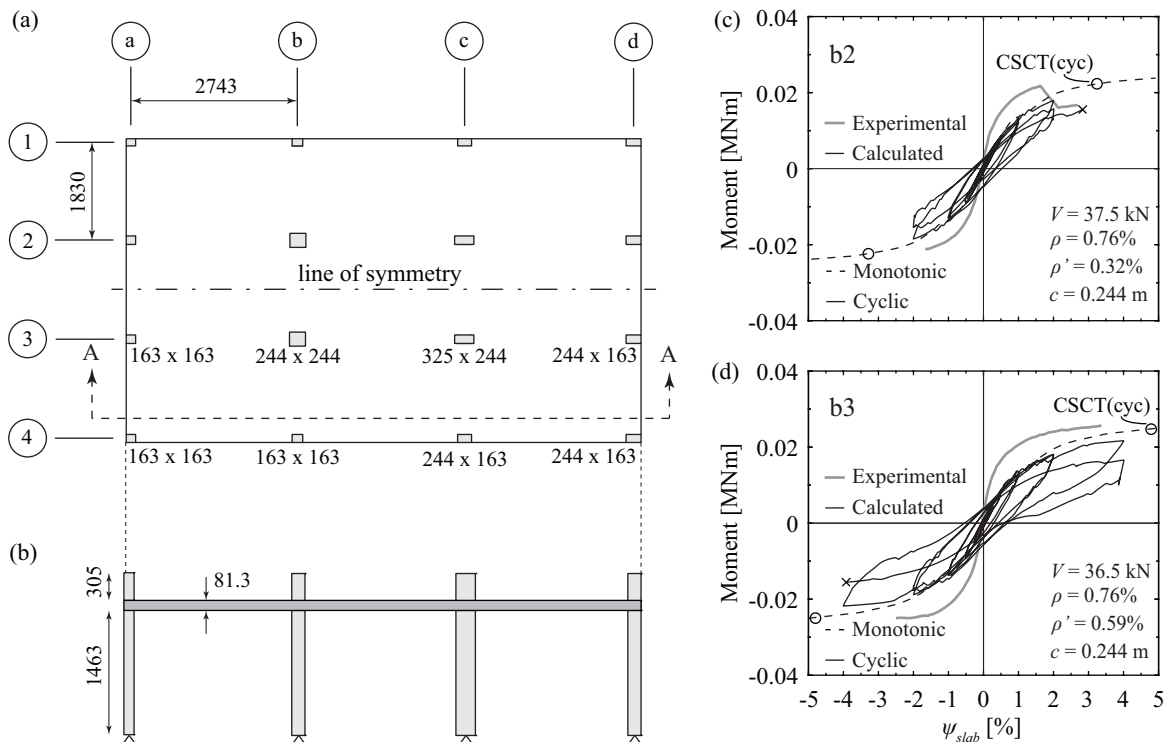 (a)
a
b
c
d
2743
1
1830
2
line of symmetry
3
A
A
163 x 163
244 x 244
325 x 244
244 x 163
4
163 x 163
163 x 163
244 x 163
244 x 163
(b)
305
81.3
1463
(c)
0.04
b2
CSCT(cyc)
0.02
Experimental
Calculated
0
Moment [MNm]
V = 37.5 kN
ρ = 0.76%
ρ’ = 0.32%
c = 0.244 m
-0.02
Monotonic
Cyclic
-0.04
(d)
0.04
b3
CSCT(cyc)
0.02
Experimental
Calculated
0
Moment [MNm]
V = 36.5 kN
ρ = 0.76%
ρ’ = 0.59%
c = 0.244 m
-0.02
Monotonic
Cyclic
-0.04
-5 -4 -3 -2 -1 0 1 2 3 4 5
ψslab [%]